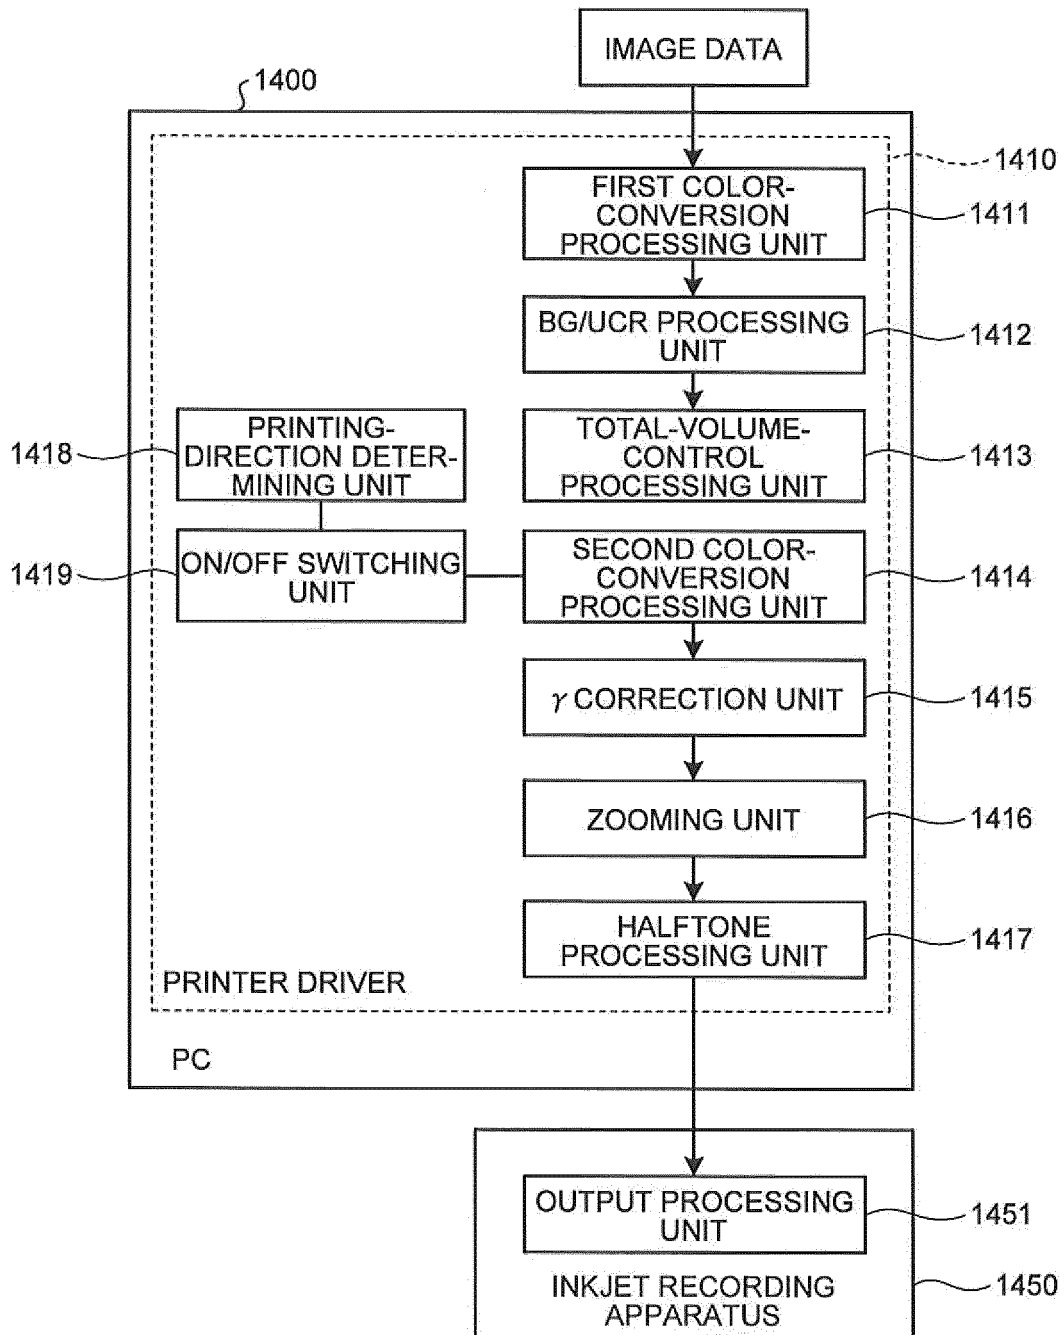 IMAGE DATA
1400
1410
FIRST COLOR-
CONVERSION
PROCESSING UNIT
1411
BG/UCR PROCESSING
UNIT
1412
PRINTING-
DIRECTION DETER-
MINING UNIT
1418
TOTAL-VOLUME-
CONTROL
PROCESSING UNIT
1413
ON/OFF SWITCHING
UNIT
1419
SECOND COLOR-
CONVERSION
PROCESSING UNIT
1414
γ CORRECTION UNIT
1415
ZOOMING UNIT
1416
HALFTONE
PROCESSING UNIT
1417
PRINTER DRIVER
PC
OUTPUT PROCESSING
UNIT
1451
INKJET RECORDING
APPARATUS
1450